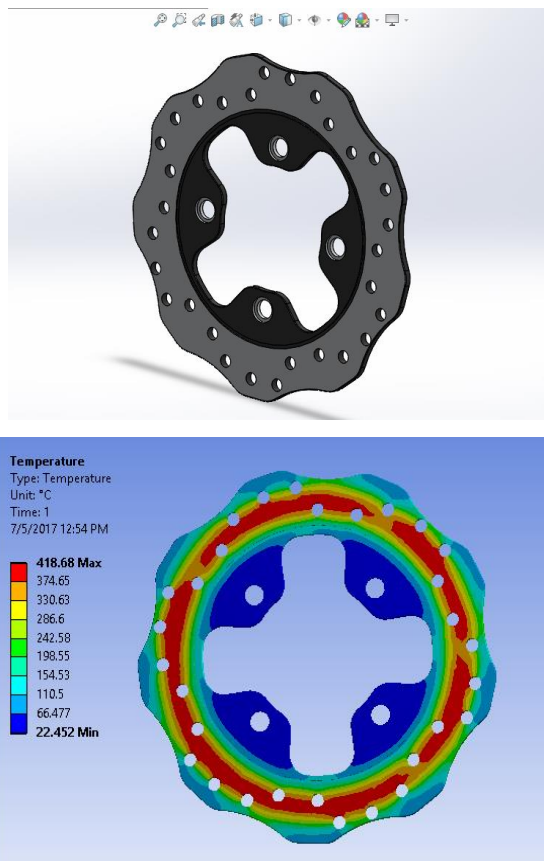 Temperature
Type: Temperature
Unit: °C
Time: 1
7/5/2017 12:54 PM
418.68 Max
374.65
330.63
286.6
242.58
198.55
154.53
110.5
66.477
22.452 Min